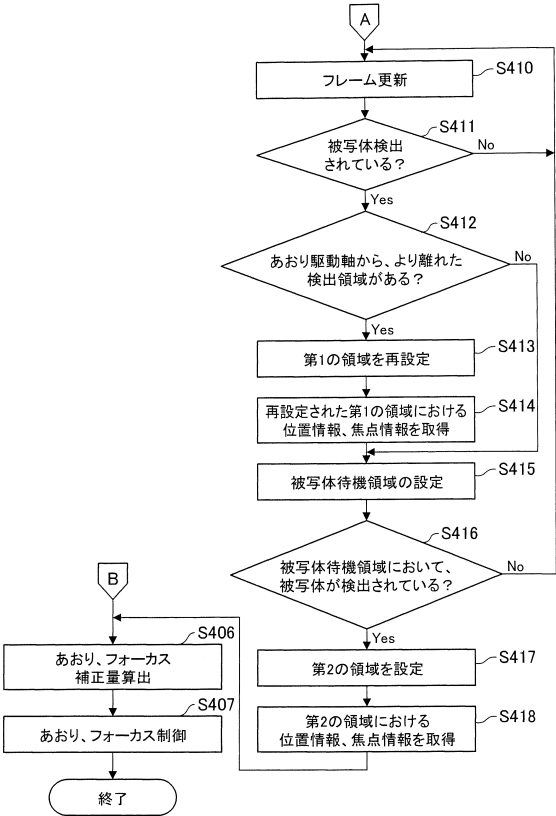 A
フレーム更新
S410
被写体検出
されている？
S411
No
Yes
あおり駆動軸から、より離れた
検出領域がある？
S412
No
Yes
第1の領域を再設定
S413
再設定された第1の領域における
位置情報、焦点情報を取得
S414
被写体待機領域の設定
S415
被写体待機領域において、
被写体が検出されている？
S416
No
Yes
第2の領域を設定
S417
第2の領域における
位置情報、焦点情報を取得
S418
B
あおり、フォーカス
補正量算出
S406
あおり、フォーカス制御
S407
終了